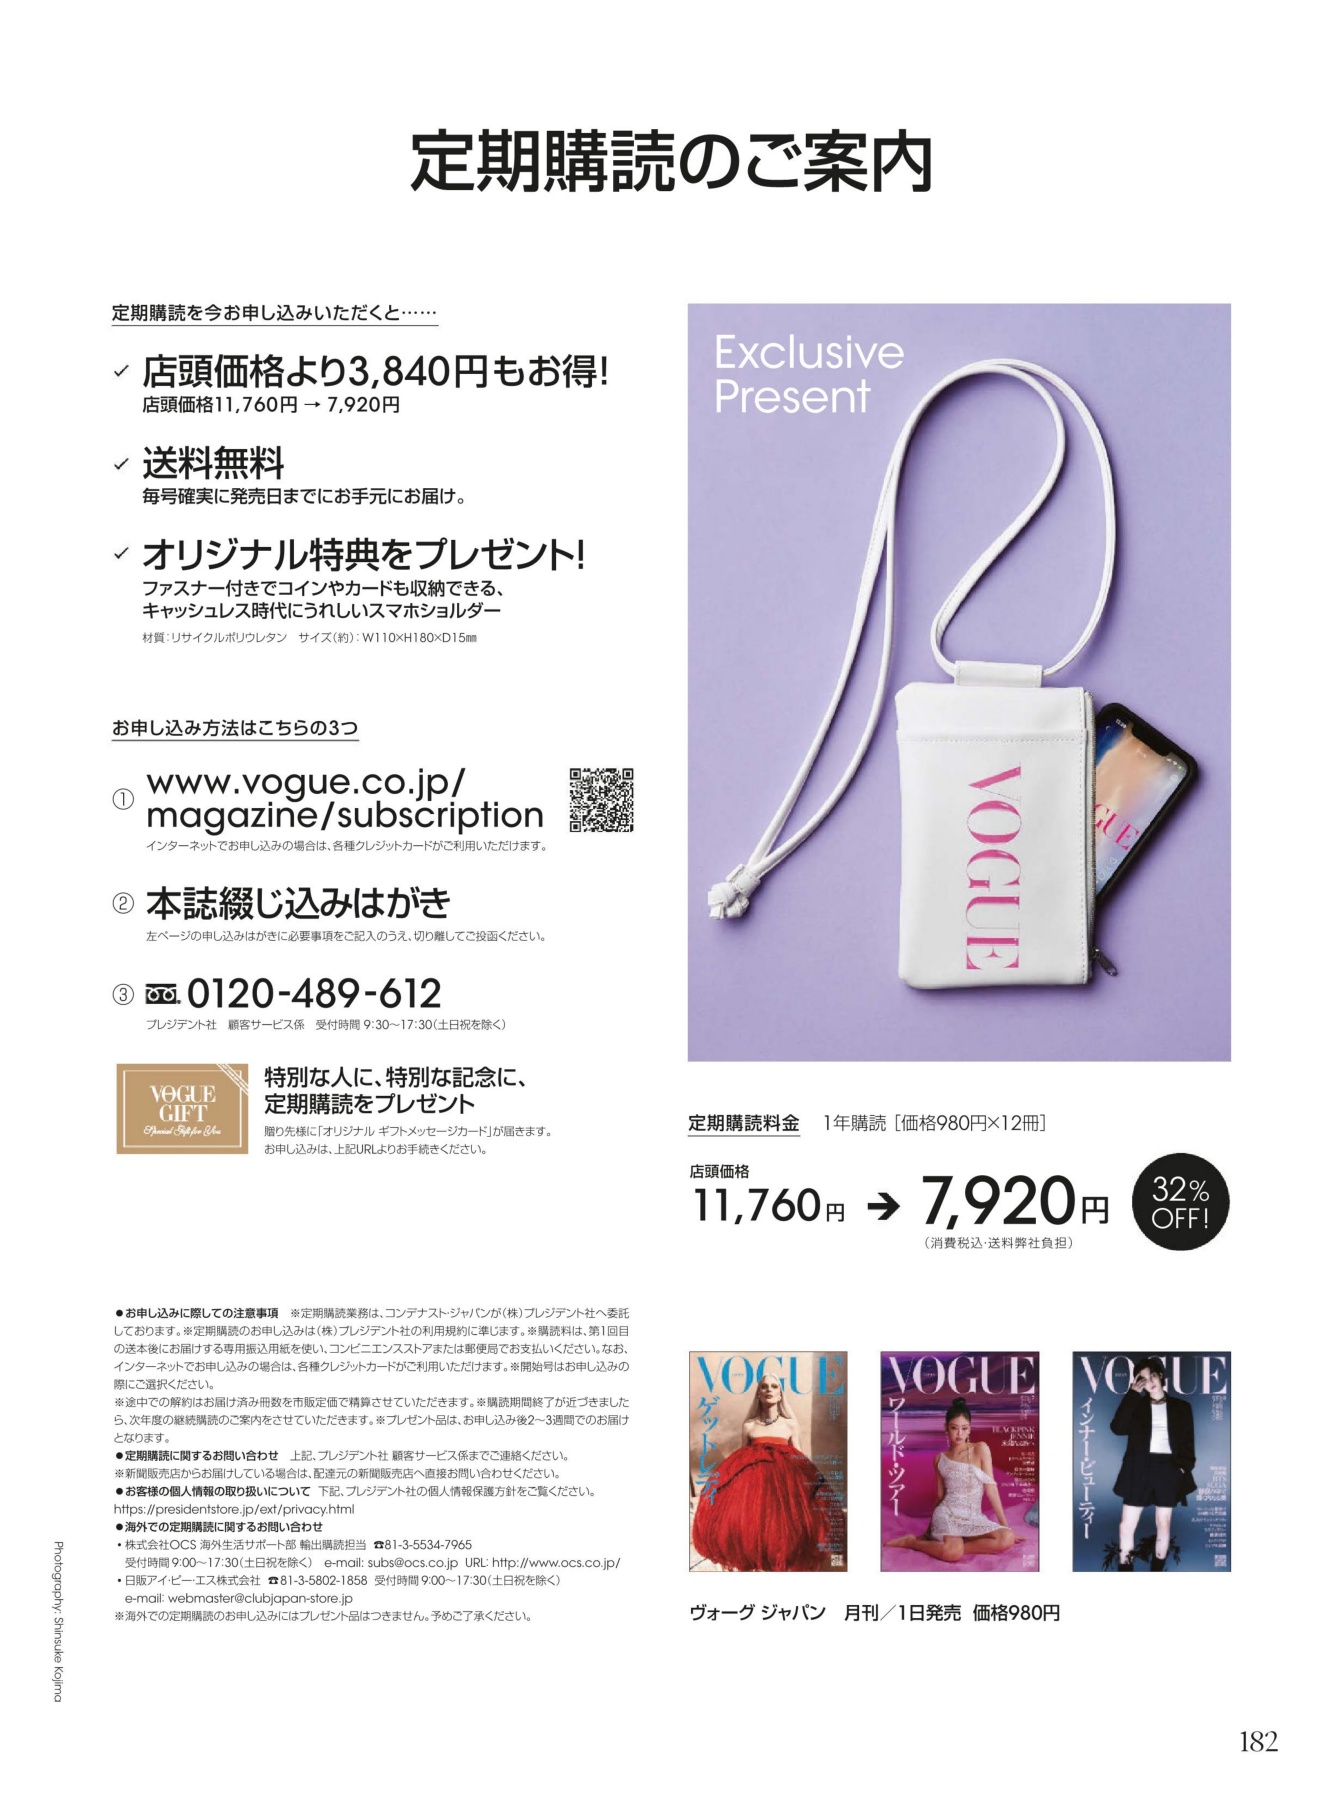 定期購読のご案内
定期購読を今お申し込みいただくと……
✓ 店頭価格より3,840円もお得!
店頭価格11,760円 → 7,920円
✓ 送料無料
毎号確実に発売日までにお手元にお届け。
✓ オリジナル特典をプレゼント!
ファスナー付きでコインやカードも収納できる、
キャッシュレス時代にうれしいスマホショルダー
材質：リサイクルポリウレタン　サイズ（約）：W110×H180×D15㎜
お申し込み方法はこちらの3つ
① www.vogue.co.jp/
magazine/subscription
インターネットでお申し込みの場合は、各種クレジットカードがご利用いただけます。
② 本誌綴じ込みはがき
左ページの申し込みはがきに必要事項をご記入のうえ、切り離してご投函ください。
③ 0120-489-612
プレジデント社　顧客サービス係　受付時間 9:30〜17:30（土日祝を除く）
VOGUE
GIFT
Special Gift for You
特別な人に、特別な記念に、
定期購読をプレゼント
贈り先様に「オリジナル ギフトメッセージカード」が届きます。
お申し込みは、上記URLよりお手続きください。
●お申し込みに際しての注意事項　※定期購読業務は、コンデナスト・ジャパンが（株）プレジデント社へ委託
しております。※定期購読のお申し込みは（株）プレジデント社の利用規約に準じます。※購読料は、第1回目
の送本後にお届けする専用振込用紙を使い、コンビニエンスストアまたは郵便局でお支払いください。なお、
インターネットでお申し込みの場合は、各種クレジットカードがご利用いただけます。※開始号はお申し込みの
際にご選択ください。
※途中での解約はお届け済み冊数を市販定価で精算させていただきます。※購読期間終了が近づきました
ら、次年度の継続購読のご案内をさせていただきます。※プレゼント品は、お申し込み後2〜3週間でのお届け
となります。
●定期購読に関するお問い合わせ　上記、プレジデント社 顧客サービス係までご連絡ください。
※新聞販売店からお届けしている場合は、配達元の新聞販売店へ直接お問い合わせください。
●お客様の個人情報の取り扱いについて　下記、プレジデント社の個人情報保護方針をご覧ください。
https://presidentstore.jp/ext/privacy.html
●海外での定期購読に関するお問い合わせ
・株式会社OCS 海外生活サポート部 輸出購読担当 ☎81-3-5534-7965
受付時間 9:00〜17:30（土日祝を除く）　e-mail: subs@ocs.co.jp URL: http://www.ocs.co.jp/
・日販アイ・ピー・エス株式会社 ☎81-3-5802-1858 受付時間 9:00〜17:30（土日祝を除く）
e-mail: webmaster@clubjapan-store.jp
※海外での定期購読のお申し込みにはプレゼント品はつきません。予めご了承ください。
Photography: Shinsuke Kojima
Exclusive
Present
VOGUE
GUE
定期購読料金　1年購読［価格980円×12冊］
店頭価格
11,760円 → 7,920円
（消費税込・送料弊社負担）
32%
OFF!
VOGUE
ゲットレディ
VOGUE
ワールド・ツアー
BLACKPINK
JENNIE
VOGUE
インナー・ビューティー
ヴォーグ ジャパン　月刊／1日発売　価格980円
182